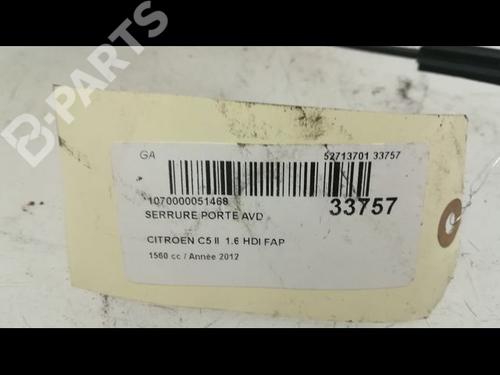 B-PARTS
GA
52713701 33757
*1070000051468
33757
SERRURE PORTE AVD
CITROEN C5 II 1.6 HDI FAP
1560 cc / Année 2012